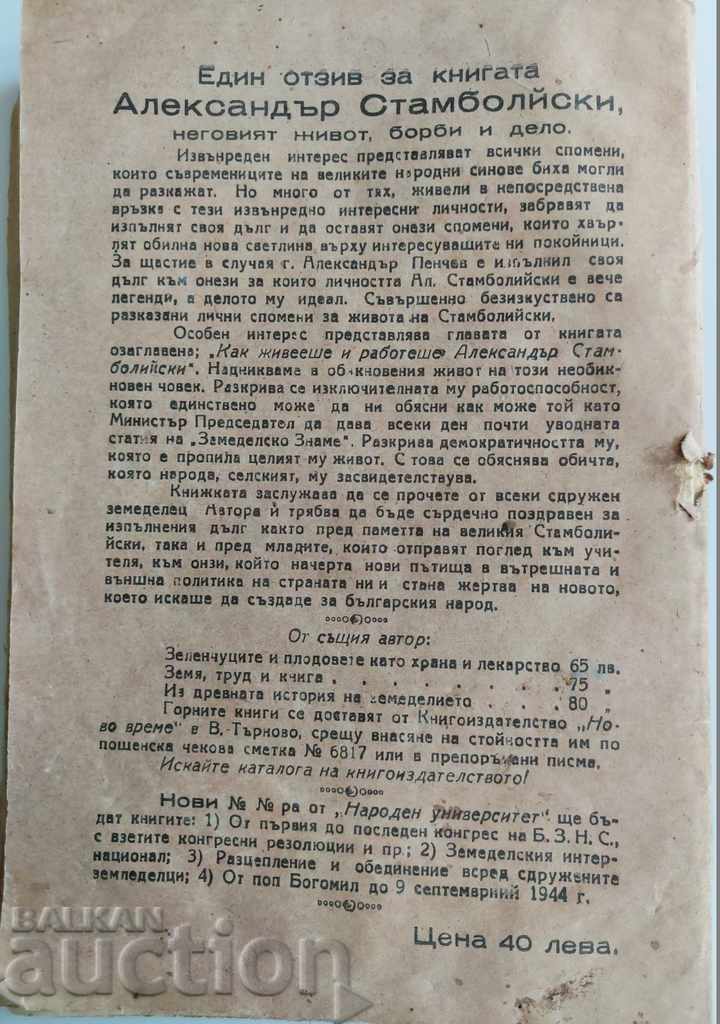 Един отзив за книгата
Александър Стамболийски,
неговият живот, борби и дело.
Извънреден интерес представляват всички спомени,
които съвремениците на великите народни синове биха могли
да разкажат. Но много от тях, живели в непосредствена
връзка с тези извънредно интересни личности, забравят да
изпълнят своя дълг и да оставят онези спомени, които хвър-
лят обилна нова светлина върху интересуващите ни покойници.
За щастие в случая г. Александър Пенчев е изпълнил своя
дълг към онези за които личността Ал. Стамболийски е вече
легенди, а делото му идеал. Съвършенно безизкуствено са
разказани лични спомени за живота на Стамболийски.
Особен интерес представлява главата от книгата
озаглавена; „Как живееше и работеше Александър Стам-
болийски". Надникваме в обикновения живот на този необик-
новен човек. Разкрива се изключителната му работоспособност,
която единствено може да ни обясни как може той като
Министър Председател да дава всеки ден почти уводната
статия на „Земеделско Знаме". Разкрива демократичността му,
която е пропила целият му живот. С това се обяснява обичта,
която народа, селският, му засвидетелствува.
Книжката заслужава да се прочете от всеки сдружен
земеделец Автора й трябва да бъде сърдечно поздравен за
изпълнения дълг както пред паметта на великия Стамболи-
йски, така и пред младите, които отправят поглед към учи-
теля, към онзи, който начерта нови пътища в вътрешната и
външна политика на страната ни и стана жертва на новото,
което искаше да създаде за българския народ.
От същия автор:
Зеленчуците и плодовете като храна и лекарство 65 лв.
Земя, труд и книга . . . . . . . . 75 „
Из древната история на земеделието . . . 80 „
Горните книги се доставят от Книгоиздателство „Но-
во време" в В.-Търново, срещу внасяне на стойността им по
пощенска чекова сметка № 6817 или в препоръчани писма.
Искайте каталога на книгоиздателството!
Нови № №-ра от „Народен университет" ще бъ-
дат книгите: 1) От първия до последен конгрес на Б. З. Н. С.,
с взетите конгресни резолюции и пр; 2) Земеделския интер-
национал; 3) Разцепление и обединение всред сдружените
земледелци; 4) От поп Богомил до 9 септемврий 1944 г.
Цена 40 лева.
BALKAN
auction